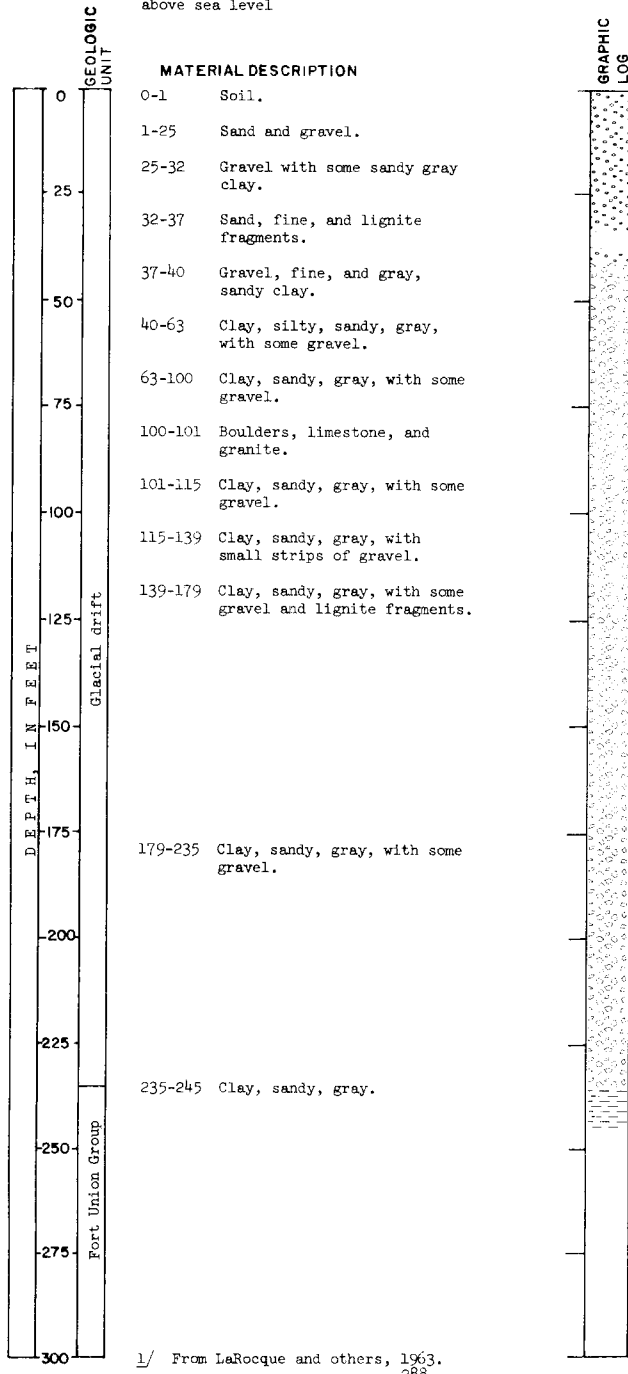 above sea level
GEOLOGIC
UNIT
MATERIAL DESCRIPTION
GRAPHIC
LOG
0
0-1 Soil.
1-25 Sand and gravel.
25-32 Gravel with some sandy gray
clay.
25
32-37 Sand, fine, and lignite
fragments.
37-40 Gravel, fine, and gray,
sandy clay.
50
40-63 Clay, silty, sandy, gray,
with some gravel.
63-100 Clay, sandy, gray, with some
gravel.
75
100-101 Boulders, limestone, and
granite.
101-115 Clay, sandy, gray, with some
gravel.
100
115-139 Clay, sandy, gray, with
small strips of gravel.
139-179 Clay, sandy, gray, with some
gravel and lignite fragments.
125
Glacial drift
DEPTH, IN FEET
150
175
179-235 Clay, sandy, gray, with some
gravel.
200
225
235-245 Clay, sandy, gray.
250
Fort Union Group
275
300
1/ From LaRocque and others, 1963.
288